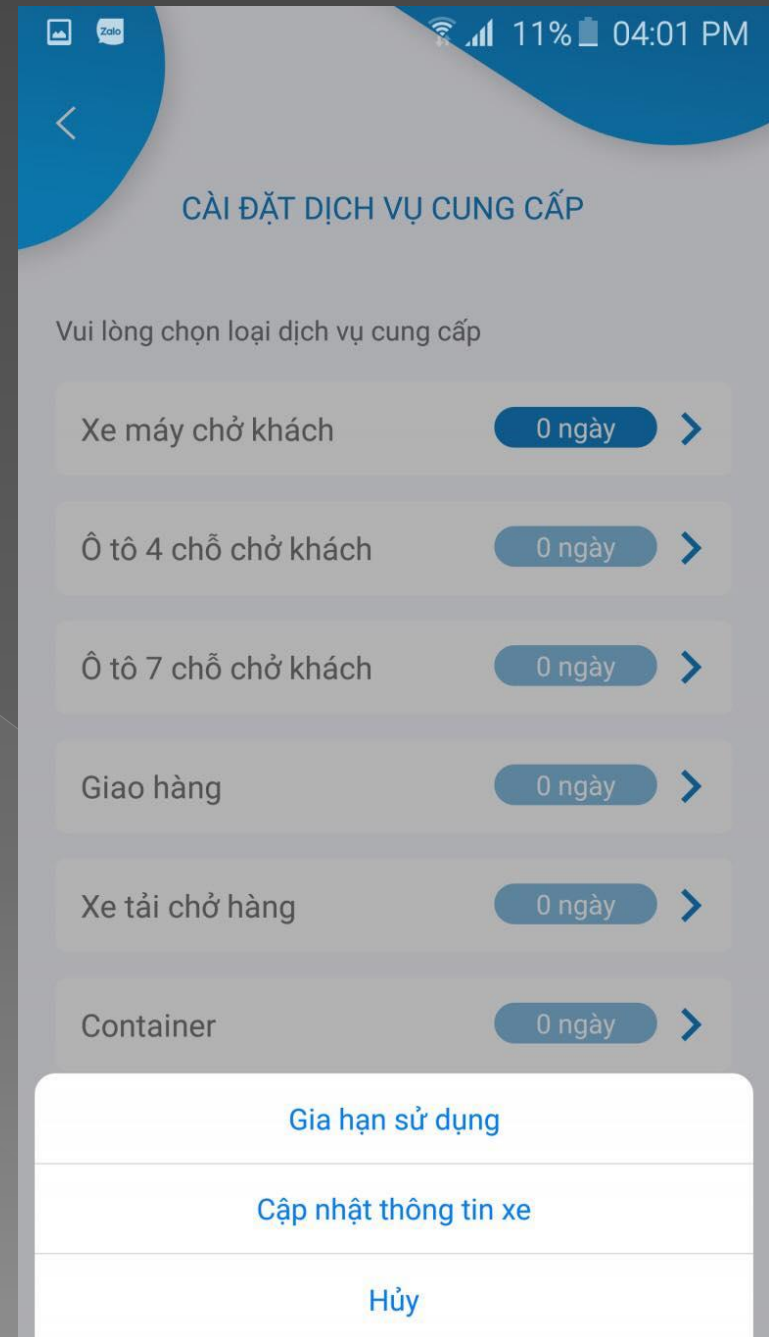 Zalo
11% 04:01 PM
CÀI ĐẶT DỊCH VỤ CUNG CẤP
Vui lòng chọn loại dịch vụ cung cấp
Xe máy chở khách 0 ngày
Ô tô 4 chỗ chở khách 0 ngày
Ô tô 7 chỗ chở khách 0 ngày
Giao hàng 0 ngày
Xe tải chở hàng 0 ngày
Container 0 ngày
Gia hạn sử dụng
Cập nhật thông tin xe
Hủy